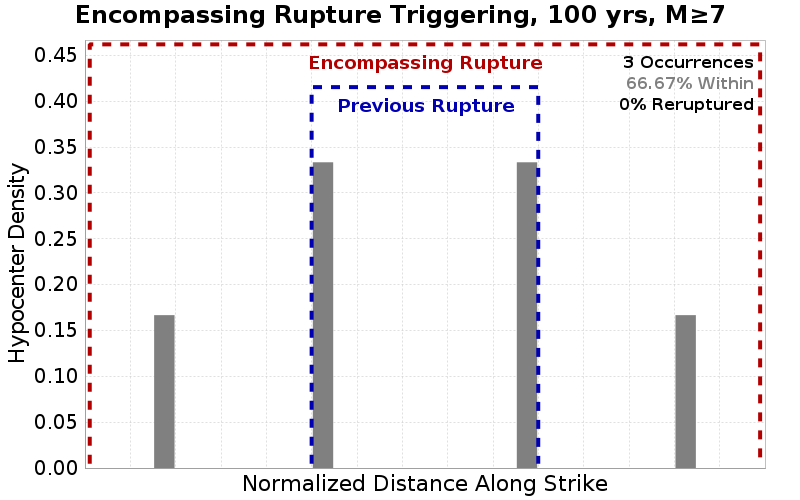 Encompassing Rupture Triggering, 100 yrs, M≥7
Encompassing Rupture
Previous Rupture
3 Occurrences
66.67% Within
0% Reruptured
Hypocenter Density
0.45
0.40
0.35
0.30
0.25
0.20
0.15
0.10
0.05
0.00
Normalized Distance Along Strike